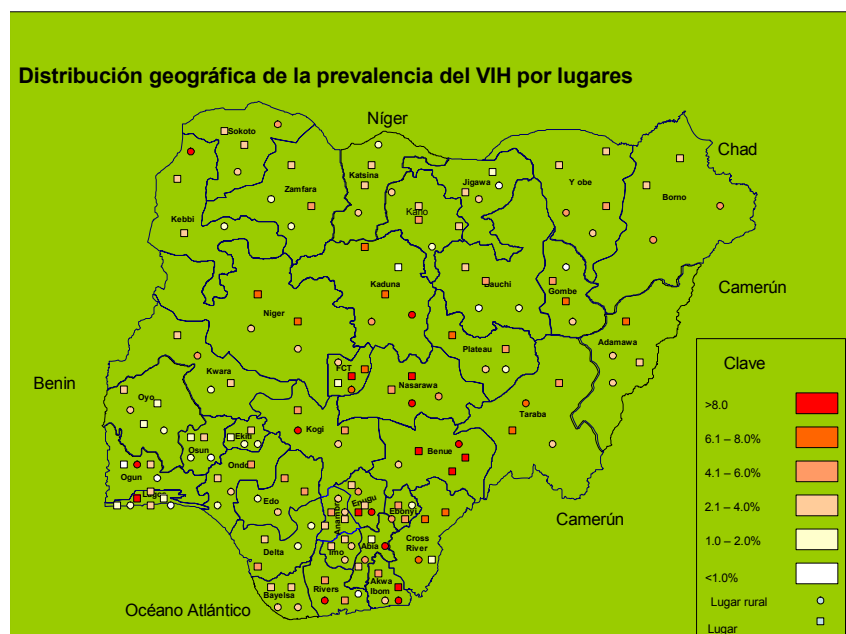 Distribución geográfica de la prevalencia del VIH por lugares
Níger
Chad
Sokoto
Katsina
Jigawa
Y obe
Borno
Zamfara
Kano
Kebbi
Camerún
Kaduna
Bauchi
Gombe
Niger
Adamawa
Plateau
Benin
Kwara
FCT
Nasarawa
Taraba
Oyo
Kogi
Osun
Ekiti
Benue
Ogun
Ondo
Lagos
Edo
Anambra
Enugu
Ebonyi
Camerún
Delta
Imo
Abia
Cross
River
Bayelsa
Rivers
Akwa
Ibom
Océano Atlántico
Clave
>8.0
6.1 – 8.0%
4.1 – 6.0%
2.1 – 4.0%
1.0 – 2.0%
<1.0%
Lugar rural
Lugar